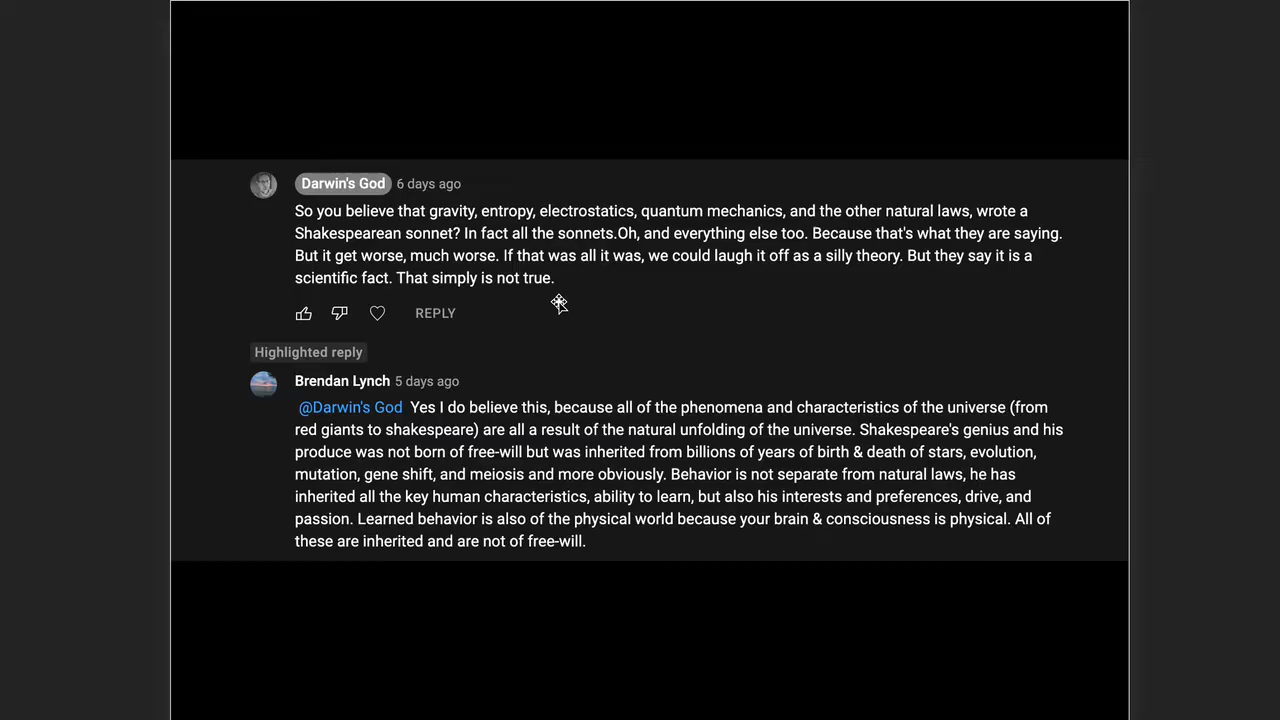 Darwin's God 6 days ago
So you believe that gravity, entropy, electrostatics, quantum mechanics, and the other natural laws, wrote a
Shakespearean sonnet? In fact all the sonnets.Oh, and everything else too. Because that's what they are saying.
But it get worse, much worse. If that was all it was, we could laugh it off as a silly theory. But they say it is a
scientific fact. That simply is not true.
REPLY
Highlighted reply
Brendan Lynch 5 days ago
@Darwin's God Yes I do believe this, because all of the phenomena and characteristics of the universe (from
red giants to shakespeare) are all a result of the natural unfolding of the universe. Shakespeare's genius and his
produce was not born of free-will but was inherited from billions of years of birth & death of stars, evolution,
mutation, gene shift, and meiosis and more obviously. Behavior is not separate from natural laws, he has
inherited all the key human characteristics, ability to learn, but also his interests and preferences, drive, and
passion. Learned behavior is also of the physical world because your brain & consciousness is physical. All of
these are inherited and are not of free-will.